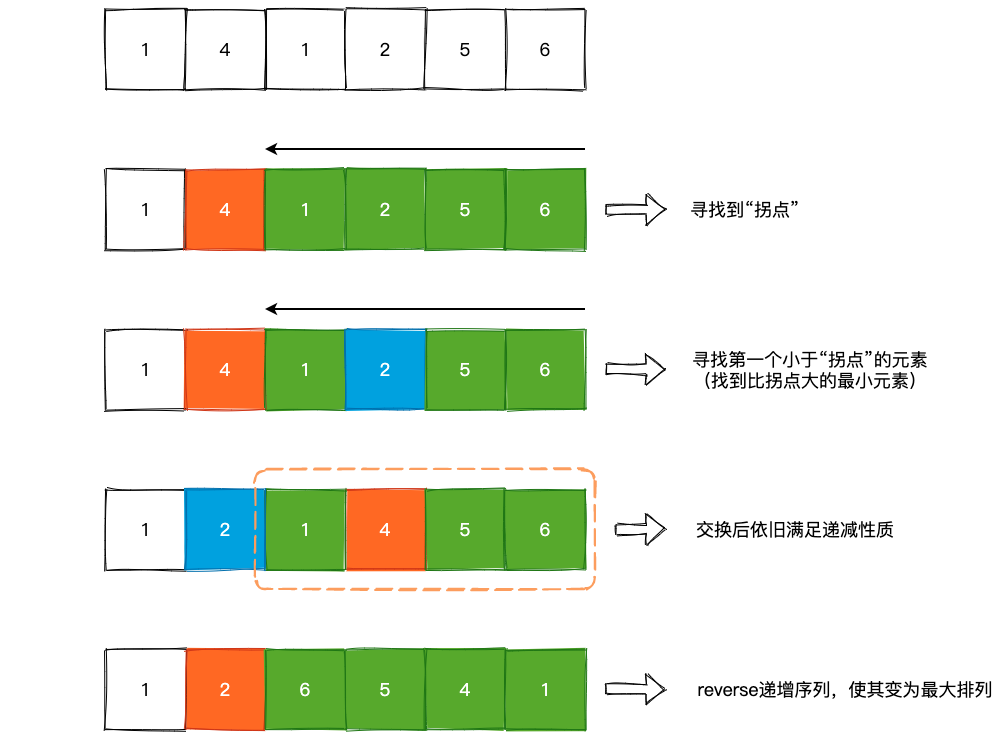 1 4 1 2 5 6
1 4 1 2 5 6 寻找到“拐点”
1 4 1 2 5 6 寻找第一个小于“拐点”的元素
（找到比拐点大的最小元素）
1 2 1 4 5 6 交换后依旧满足递减性质
1 2 6 5 4 1 reverse递增序列，使其变为最大排列